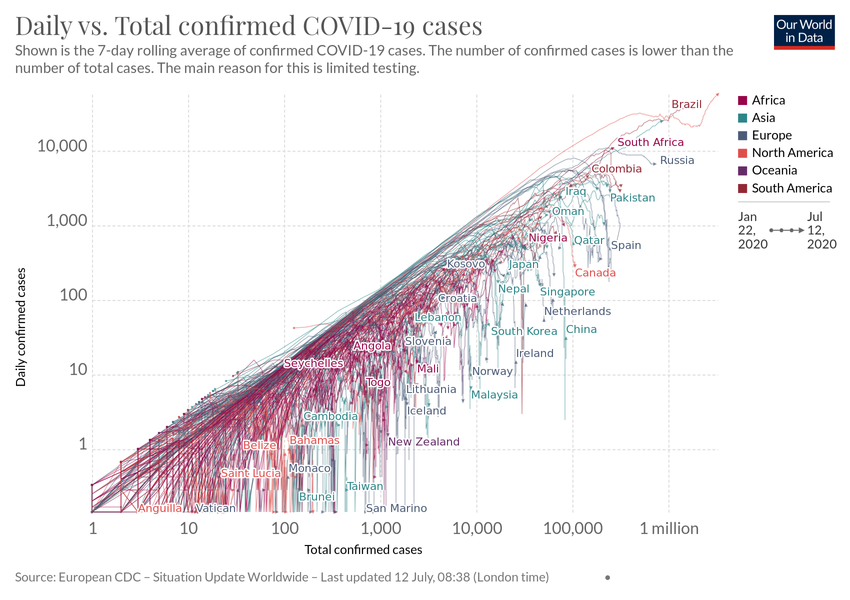 Daily vs. Total confirmed COVID-19 cases
Shown is the 7-day rolling average of confirmed COVID-19 cases. The number of confirmed cases is lower than the
number of total cases. The main reason for this is limited testing.
Our World
in Data
Africa
Asia
Europe
North America
Oceania
South America
Jan
22,
2020
Jul
12,
2020
Daily confirmed cases
10,000
1,000
100
10
1
Brazil
South Africa
Russia
Colombia
Iraq
Pakistan
Oman
Nigeria
Qatar
Spain
Kosovo
Japan
Canada
Nepal
Singapore
Croatia
Netherlands
Lebanon
South Korea
China
Slovenia
Angola
Ireland
Seychelles
Mali
Norway
Togo
Lithuania
Malaysia
Iceland
Cambodia
New Zealand
Bahamas
Belize
Monaco
Saint Lucia
Taiwan
Brunei
Anguilla
Vatican
San Marino
1
10
100
1,000
10,000
100,000
1 million
Total confirmed cases
Source: European CDC – Situation Update Worldwide – Last updated 12 July, 08:38 (London time)